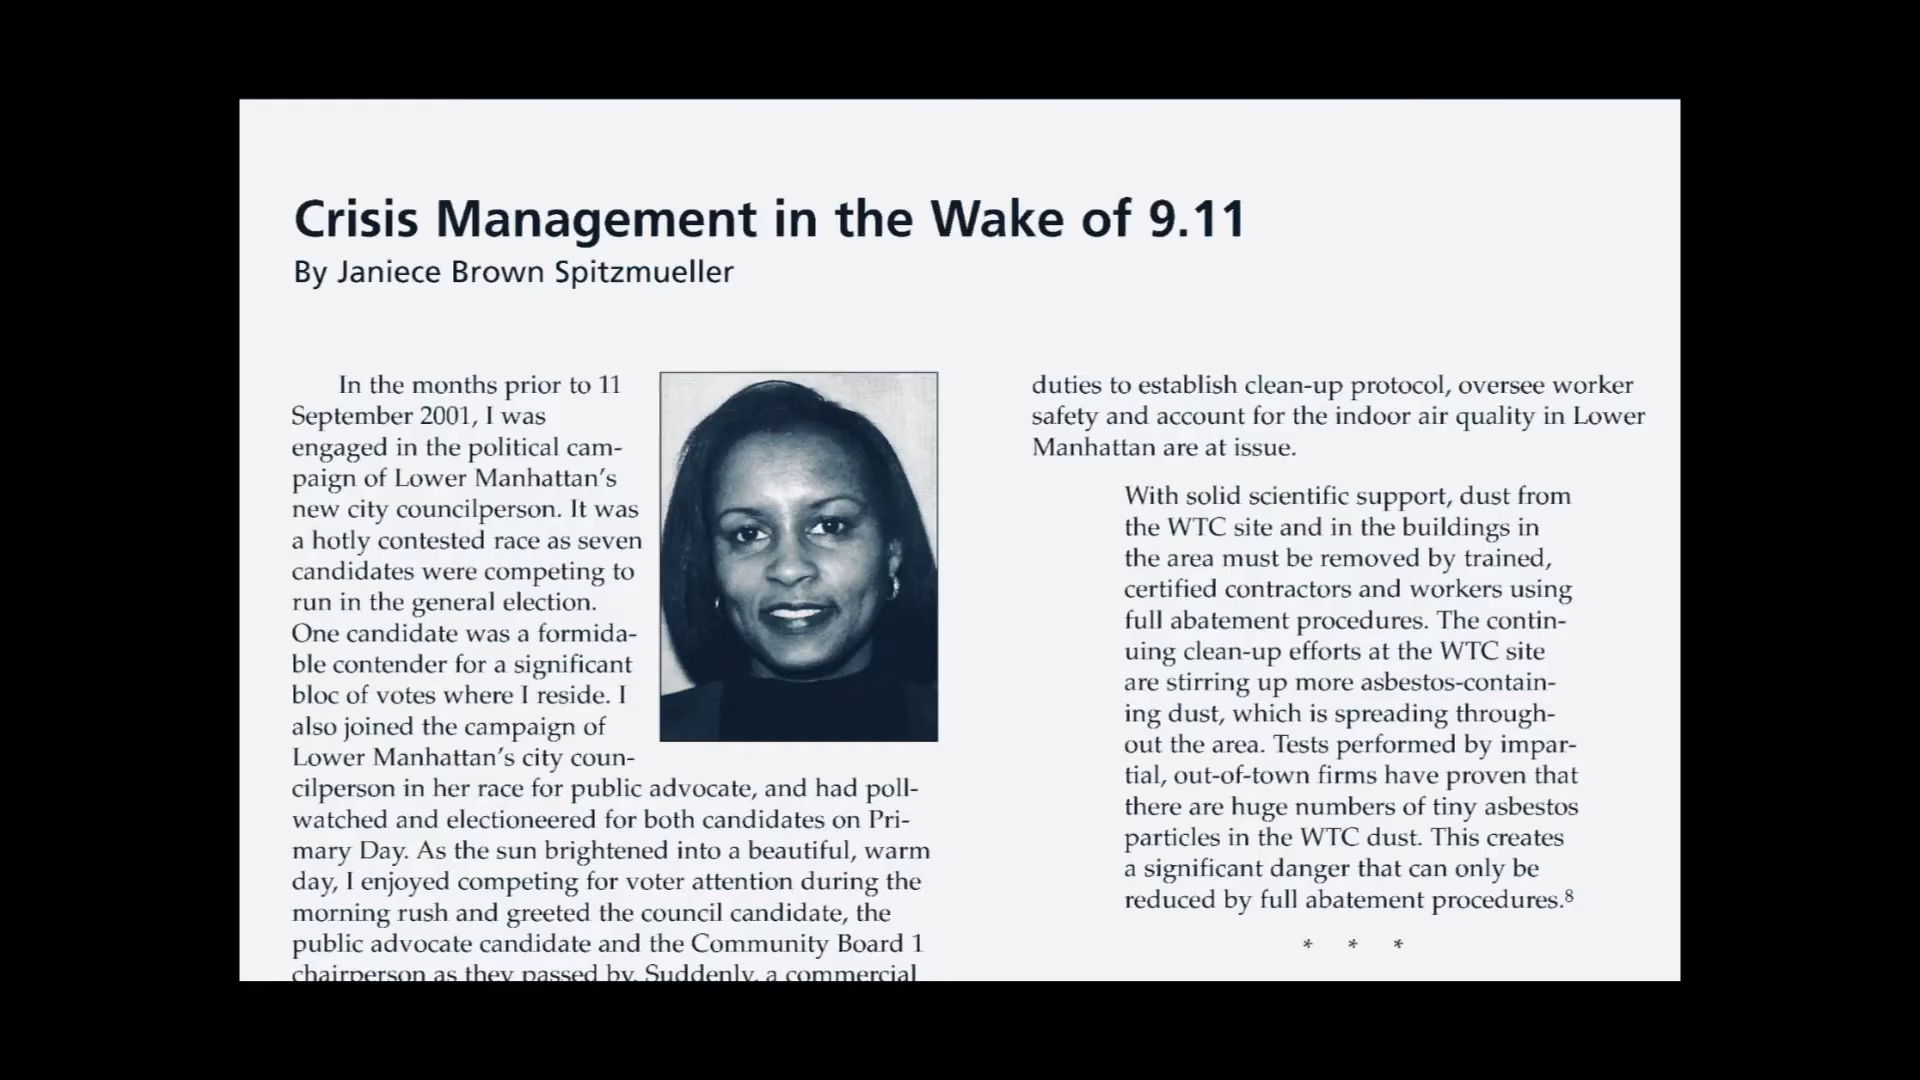 Crisis Management in the Wake of 9.11
By Janiece Brown Spitzmueller
In the months prior to 11
September 2001, I was
engaged in the political cam-
paign of Lower Manhattan's
new city councilperson. It was
a hotly contested race as seven
candidates were competing to
run in the general election.
One candidate was a formida-
ble contender for a significant
bloc of votes where I reside. I
also joined the campaign of
Lower Manhattan's city coun-
cilperson in her race for public advocate, and had poll-
watched and electioneered for both candidates on Pri-
mary Day. As the sun brightened into a beautiful, warm
day, I enjoyed competing for voter attention during the
morning rush and greeted the council candidate, the
public advocate candidate and the Community Board 1
chairperson as they passed by. Suddenly, a commercial
duties to establish clean-up protocol, oversee worker
safety and account for the indoor air quality in Lower
Manhattan are at issue.
With solid scientific support, dust from
the WTC site and in the buildings in
the area must be removed by trained,
certified contractors and workers using
full abatement procedures. The contin-
uing clean-up efforts at the WTC site
are stirring up more asbestos-contain-
ing dust, which is spreading through-
out the area. Tests performed by impar-
tial, out-of-town firms have proven that
there are huge numbers of tiny asbestos
particles in the WTC dust. This creates
a significant danger that can only be
reduced by full abatement procedures.8
* * *